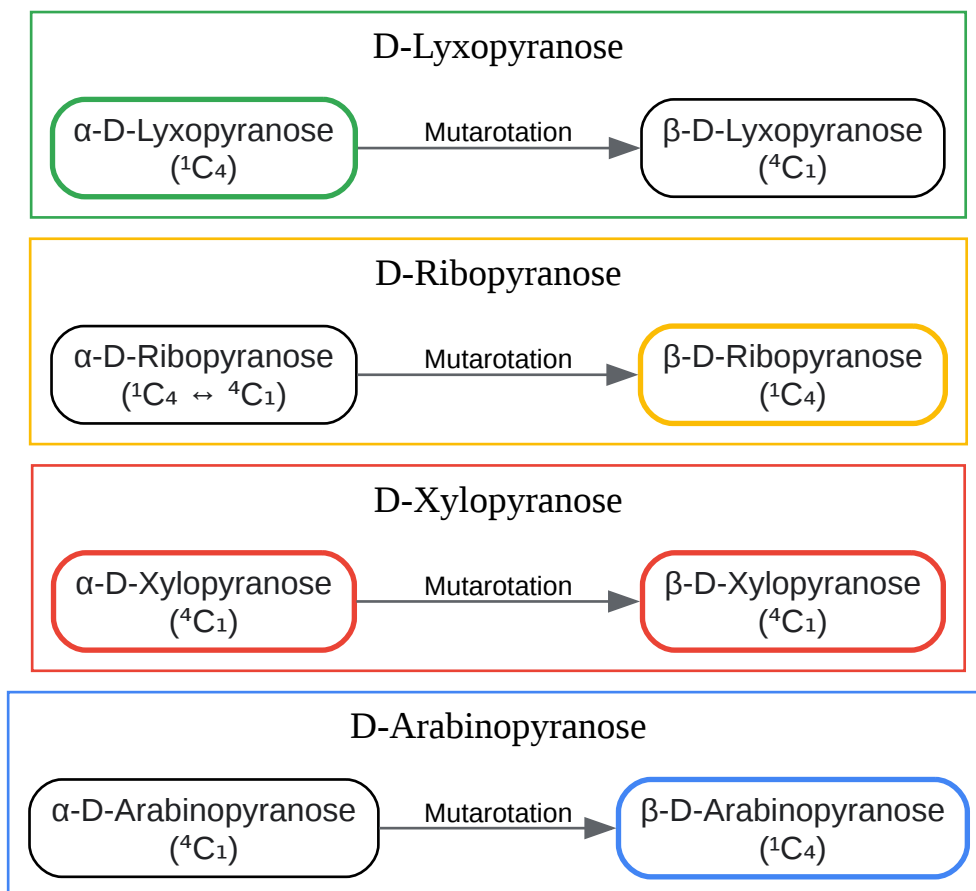 D-Lyxopyranose
α-D-Lyxopyranose
(¹C₄)
Mutarotation
β-D-Lyxopyranose
(⁴C₁)
D-Ribopyranose
α-D-Ribopyranose
(¹C₄ ↔ ⁴C₁)
Mutarotation
β-D-Ribopyranose
(¹C₄)
D-Xylopyranose
α-D-Xylopyranose
(⁴C₁)
Mutarotation
β-D-Xylopyranose
(⁴C₁)
D-Arabinopyranose
α-D-Arabinopyranose
(⁴C₁)
Mutarotation
β-D-Arabinopyranose
(¹C₄)